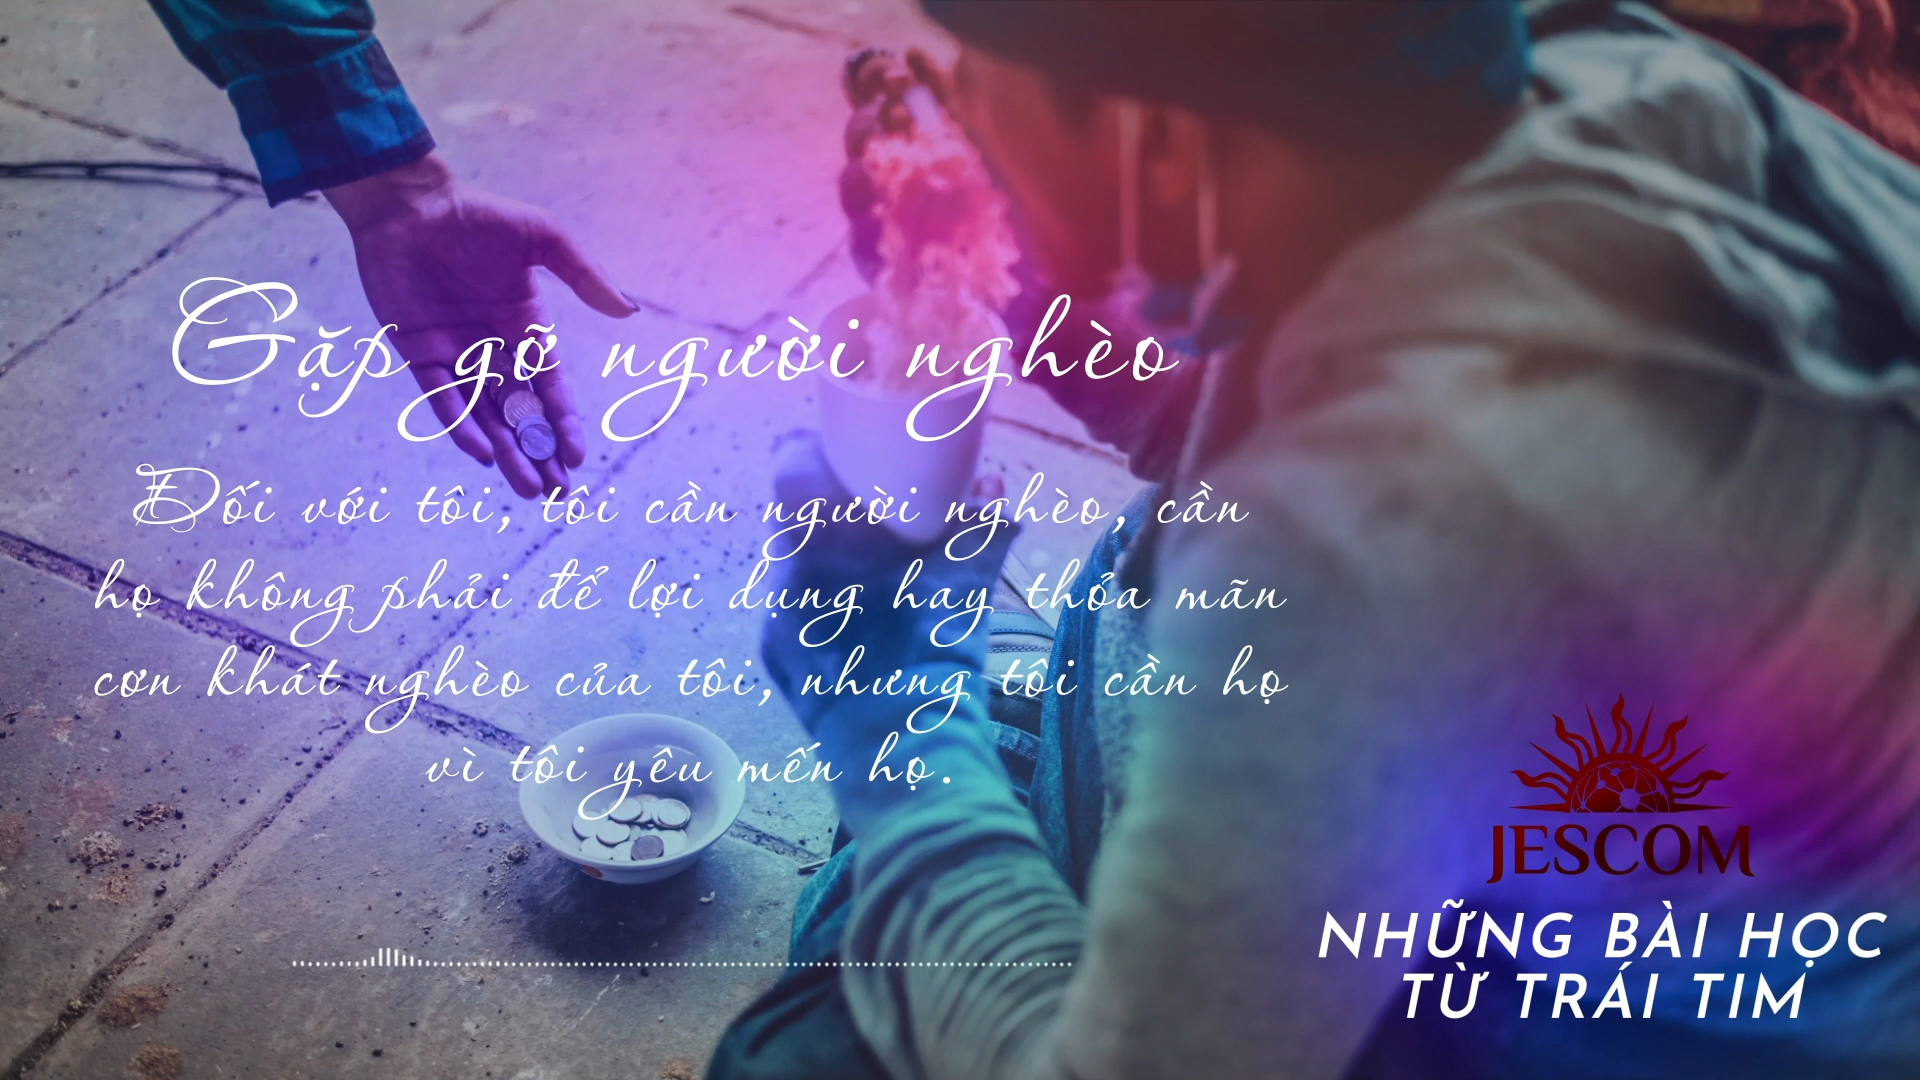 Gặp gỡ người nghèo
Đối với tôi, tôi cần người nghèo, cần
họ không phải để lợi dụng hay thỏa mãn
cơn khát nghèo của tôi, nhưng tôi cần họ
vì tôi yêu mến họ.
JESCOM
NHỮNG BÀI HỌC
TỪ TRÁI TIM